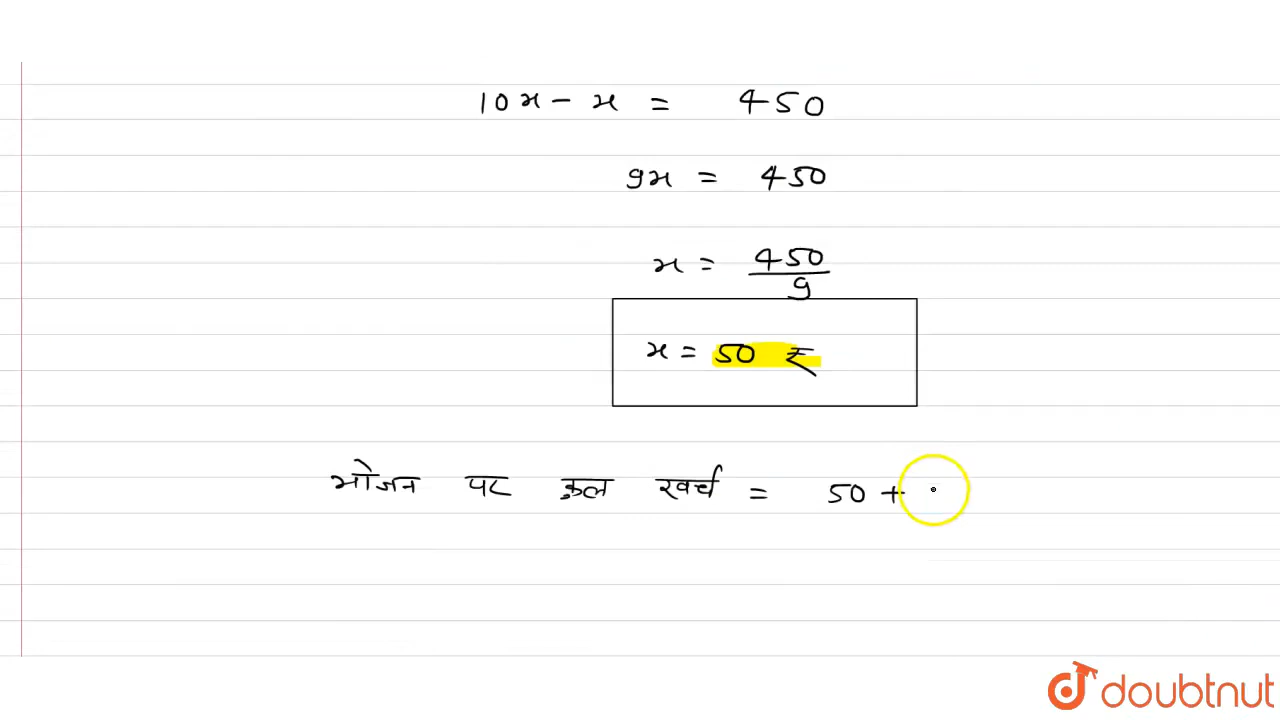 10x - x = 450
9x = 450
x = 450/9
x = 50 ₹
भोजन पर कुल खर्च = 50 +
doubtnut